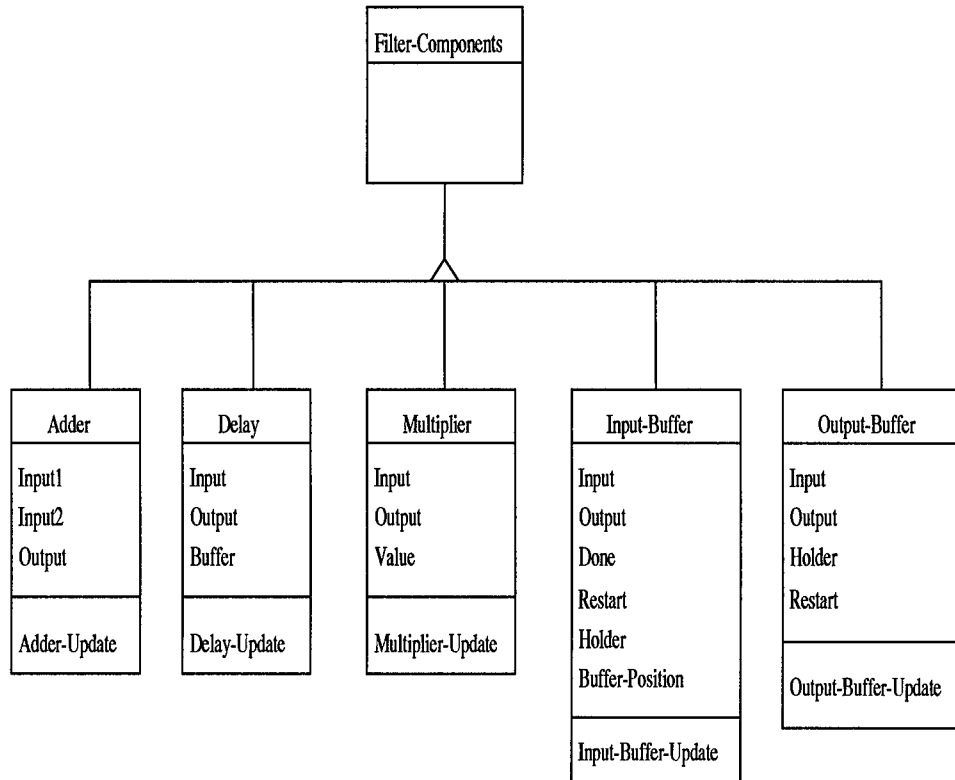 Filter-Components
Adder
Input1
Input2
Output
Adder-Update
Delay
Input
Output
Buffer
Delay-Update
Multiplier
Input
Output
Value
Multiplier-Update
Input-Buffer
Input
Output
Done
Restart
Holder
Buffer-Position
Input-Buffer-Update
Output-Buffer
Input
Output
Holder
Restart
Output-Buffer-Update